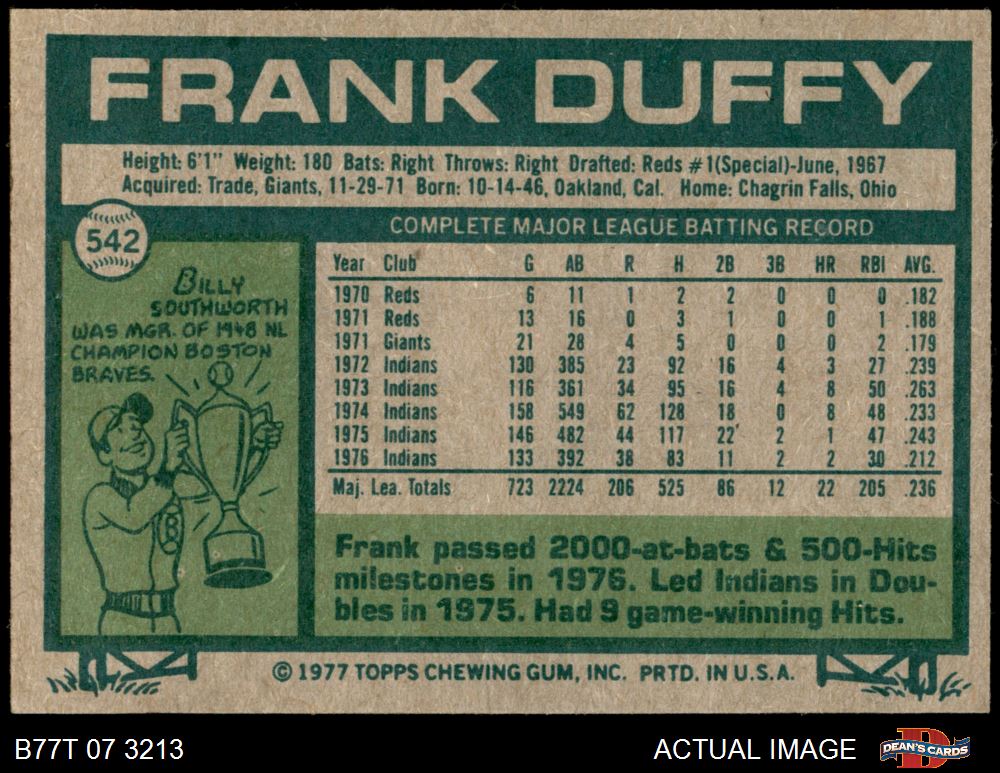 FRANK DUFFY
Height: 6'1" Weight: 180 Bats: Right Throws: Right Drafted: Reds #1(Special)-June, 1967
Acquired: Trade, Giants, 11-29-71 Born: 10-14-46, Oakland, Cal. Home: Chagrin Falls, Ohio
542
BILLY
SOUTHWORTH
WAS MGR. OF 1948 NL
CHAMPION BOSTON
BRAVES.
B
COMPLETE MAJOR LEAGUE BATTING RECORD
Year Club G AB R H 2B 3B HR RBI AVG.
1970 Reds 6 11 1 2 2 0 0 0 .182
1971 Reds 13 16 0 3 1 0 0 1 .188
1971 Giants 21 28 4 5 0 0 0 2 .179
1972 Indians 130 385 23 92 16 4 3 27 .239
1973 Indians 116 361 34 95 16 4 8 50 .263
1974 Indians 158 549 62 128 18 0 8 48 .233
1975 Indians 146 482 44 117 22 2 1 47 .243
1976 Indians 133 392 38 83 11 2 2 30 .212
Maj. Lea. Totals 723 2224 206 525 86 12 22 205 .236
Frank passed 2000-at-bats & 500-Hits
milestones in 1976. Led Indians in Dou-
bles in 1975. Had 9 game-winning Hits.
© 1977 TOPPS CHEWING GUM, INC. PRTD. IN U.S.A.
B77T 07 3213 ACTUAL IMAGE DEAN'S CARDS